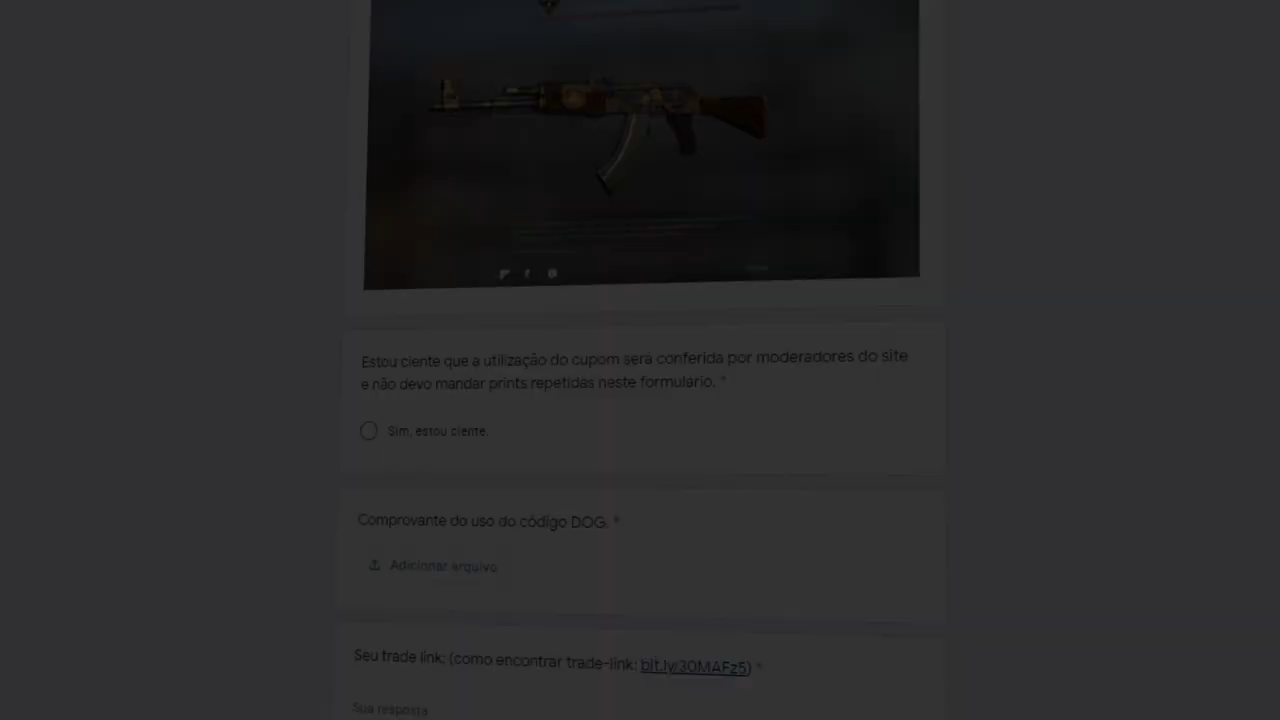 Estou ciente que a utilização do cupom será conferida por moderadores do site
e não devo mandar prints repetidas neste formulário. *
Sim, estou ciente.
Comprovante do uso do código DOG. *
Adicionar arquivo
Seu trade link: (como encontrar trade-link: bit.ly/30MAFz5) *
Sua resposta